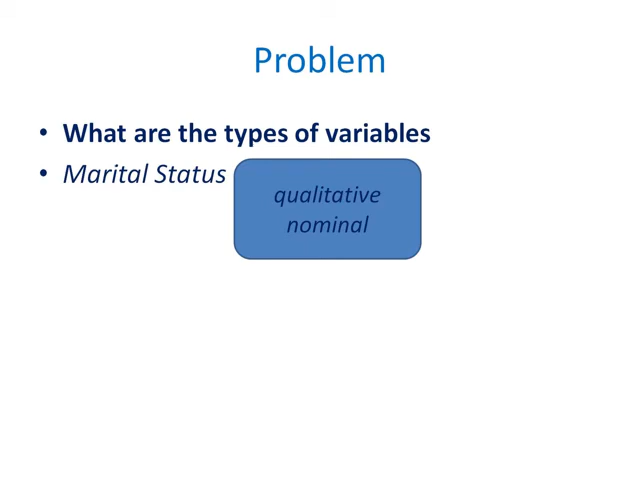 Problem
• What are the types of variables
• Marital Status
qualitative
nominal